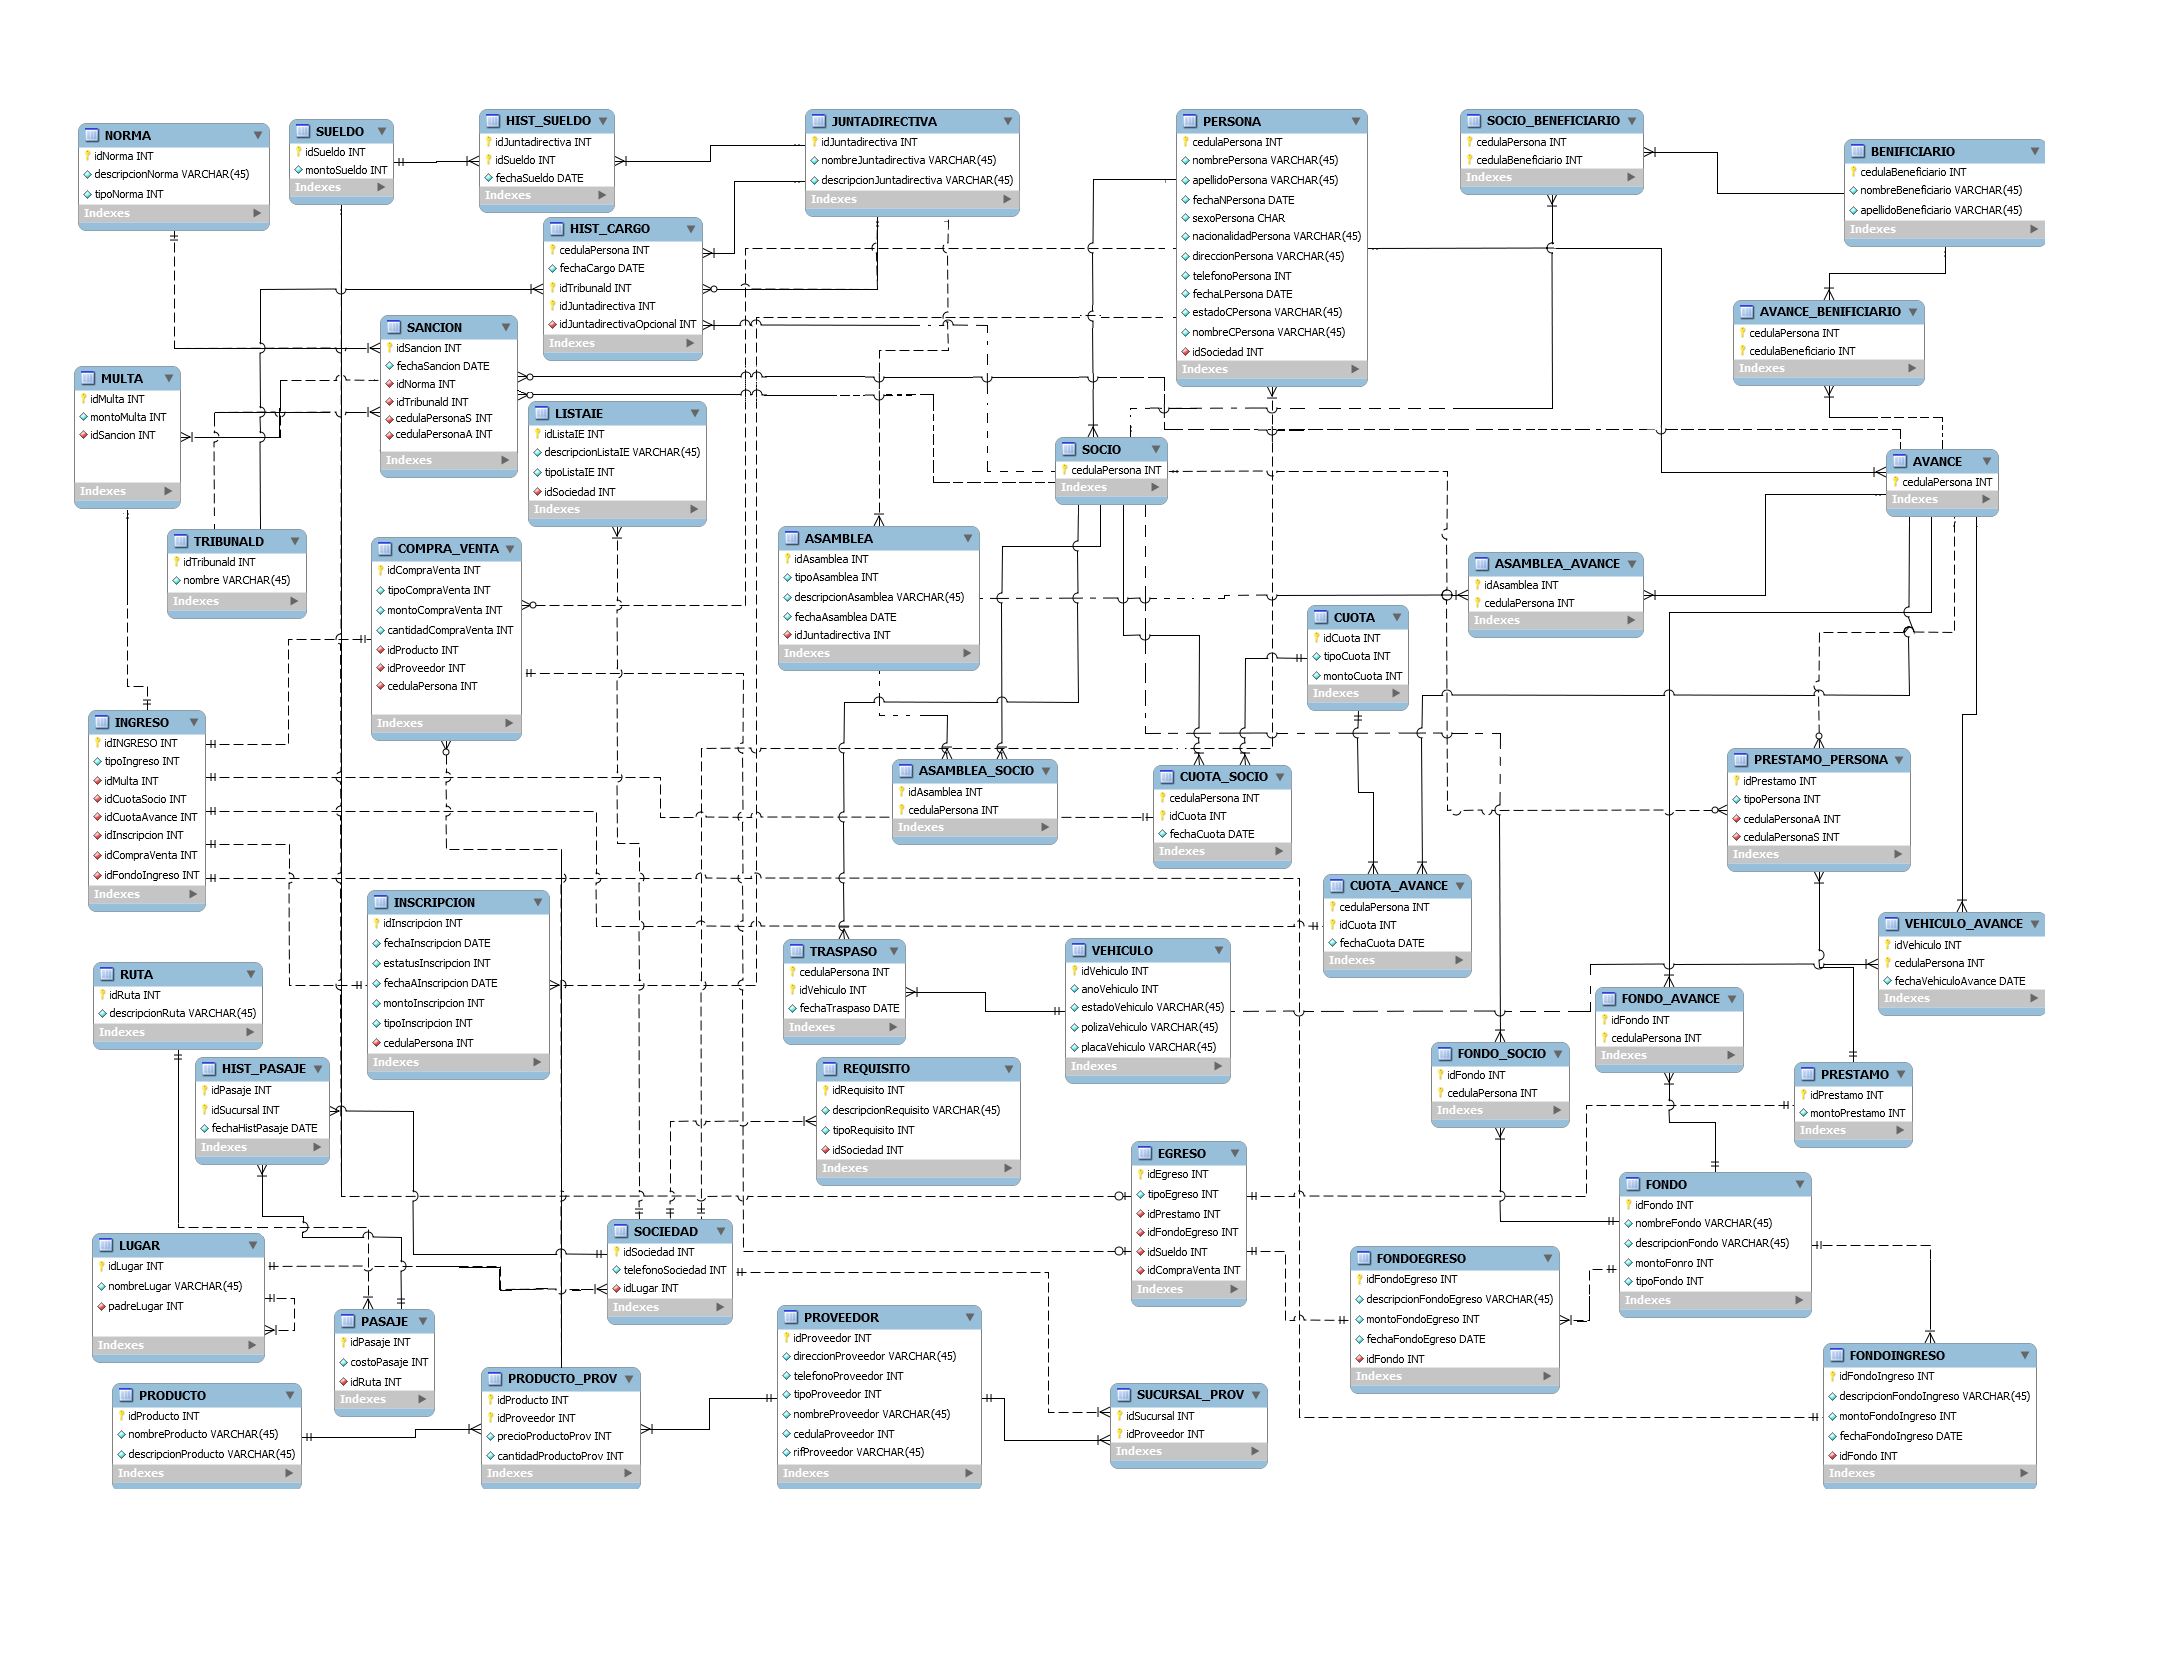 NORMA
idNorma INT
descripcionNorma VARCHAR(45)
tipoNorma INT
Indexes
SUELDO
idSueldo INT
montoSueldo INT
Indexes
HIST_SUELDO
idJuntadirectiva INT
idSueldo INT
fechaSueldo DATE
Indexes
JUNTADIRECTIVA
idJuntadirectiva INT
nombreJuntadirectiva VARCHAR(45)
descripcionJuntadirectiva VARCHAR(45)
Indexes
PERSONA
cedulaPersona INT
nombrePersona VARCHAR(45)
apellidoPersona VARCHAR(45)
fechaNPersona DATE
sexoPersona CHAR
nacionalidadPersona VARCHAR(45)
direccionPersona VARCHAR(45)
telefonoPersona INT
fechaLPersona DATE
estadoCPersona VARCHAR(45)
nombreCPersona VARCHAR(45)
idSociedad INT
Indexes
SOCIO_BENEFICIARIO
cedulaPersona INT
cedulaBeneficiario INT
Indexes
BENIFICIARIO
cedulaBeneficiario INT
nombreBeneficiario VARCHAR(45)
apellidoBeneficiario VARCHAR(45)
Indexes
HIST_CARGO
cedulaPersona INT
fechaCargo DATE
idTribunald INT
idJuntadirectiva INT
idJuntadirectivaOpcional INT
Indexes
AVANCE_BENIFICIARIO
cedulaPersona INT
cedulaBeneficiario INT
Indexes
SANCION
idSancion INT
fechaSancion DATE
idNorma INT
idTribunald INT
cedulaPersonaS INT
cedulaPersonaA INT
Indexes
MULTA
idMulta INT
montoMulta INT
idSancion INT
Indexes
LISTAIE
idListaIE INT
descripcionListaIE VARCHAR(45)
tipoListaIE INT
idSociedad INT
Indexes
SOCIO
cedulaPersona INT
Indexes
AVANCE
cedulaPersona INT
Indexes
TRIBUNALD
idTribunald INT
nombre VARCHAR(45)
Indexes
COMPRA_VENTA
idCompraVenta INT
tipoCompraVenta INT
montoCompraVenta INT
cantidadCompraVenta INT
idProducto INT
idProveedor INT
cedulaPersona INT
Indexes
ASAMBLEA
idAsamblea INT
tipoAsamblea INT
descripcionAsamblea VARCHAR(45)
fechaAsamblea DATE
idJuntadirectiva INT
Indexes
ASAMBLEA_AVANCE
idAsamblea INT
cedulaPersona INT
Indexes
CUOTA
idCuota INT
tipoCuota INT
montoCuota INT
Indexes
INGRESO
idINGRESO INT
tipoIngreso INT
idMulta INT
idCuotaSocio INT
idCuotaAvance INT
idInscripcion INT
idCompraVenta INT
idFondoIngreso INT
Indexes
ASAMBLEA_SOCIO
idAsamblea INT
cedulaPersona INT
Indexes
CUOTA_SOCIO
cedulaPersona INT
idCuota INT
fechaCuota DATE
Indexes
PRESTAMO_PERSONA
idPrestamo INT
tipoPersona INT
cedulaPersonaA INT
cedulaPersonaS INT
Indexes
CUOTA_AVANCE
cedulaPersona INT
idCuota INT
fechaCuota DATE
Indexes
INSCRIPCION
idInscripcion INT
fechaInscripcion DATE
estatusInscripcion INT
fechaAInscripcion DATE
montoInscripcion INT
tipoInscripcion INT
cedulaPersona INT
Indexes
VEHICULO_AVANCE
idVehiculo INT
cedulaPersona INT
fechaVehiculoAvance DATE
Indexes
TRASPASO
cedulaPersona INT
idVehiculo INT
fechaTraspaso DATE
Indexes
VEHICULO
idVehiculo INT
anoVehiculo INT
estadoVehiculo VARCHAR(45)
polizaVehiculo VARCHAR(45)
placaVehiculo VARCHAR(45)
Indexes
RUTA
idRuta INT
descripcionRuta VARCHAR(45)
Indexes
FONDO_AVANCE
idFondo INT
cedulaPersona INT
Indexes
FONDO_SOCIO
idFondo INT
cedulaPersona INT
Indexes
HIST_PASAJE
idPasaje INT
idSucursal INT
fechaHistPasaje DATE
Indexes
REQUISITO
idRequisito INT
descripcionRequisito VARCHAR(45)
tipoRequisito INT
idSociedad INT
Indexes
PRESTAMO
idPrestamo INT
montoPrestamo INT
Indexes
EGRESO
idEgreso INT
tipoEgreso INT
idPrestamo INT
idFondoEgreso INT
idSueldo INT
idCompraVenta INT
Indexes
FONDO
idFondo INT
nombreFondo VARCHAR(45)
descripcionFondo VARCHAR(45)
montoFonro INT
tipoFondo INT
Indexes
SOCIEDAD
idSociedad INT
telefonoSociedad INT
idLugar INT
Indexes
LUGAR
idLugar INT
nombreLugar VARCHAR(45)
padreLugar INT
Indexes
FONDOEGRESO
idFondoEgreso INT
descripcionFondoEgreso VARCHAR(45)
montoFondoEgreso INT
fechaFondoEgreso DATE
idFondo INT
Indexes
PASAJE
idPasaje INT
costoPasaje INT
idRuta INT
Indexes
PROVEEDOR
idProveedor INT
direccionProveedor VARCHAR(45)
telefonoProveedor INT
tipoProveedor INT
nombreProveedor VARCHAR(45)
cedulaProveedor INT
rifProveedor VARCHAR(45)
Indexes
FONDOINGRESO
idFondoIngreso INT
descripcionFondoIngreso VARCHAR(45)
montoFondoIngreso INT
fechaFondoIngreso DATE
idFondo INT
Indexes
PRODUCTO
idProducto INT
nombreProducto VARCHAR(45)
descripcionProducto VARCHAR(45)
Indexes
PRODUCTO_PROV
idProducto INT
idProveedor INT
precioProductoProv INT
cantidadProductoProv INT
Indexes
SUCURSAL_PROV
idSucursal INT
idProveedor INT
Indexes